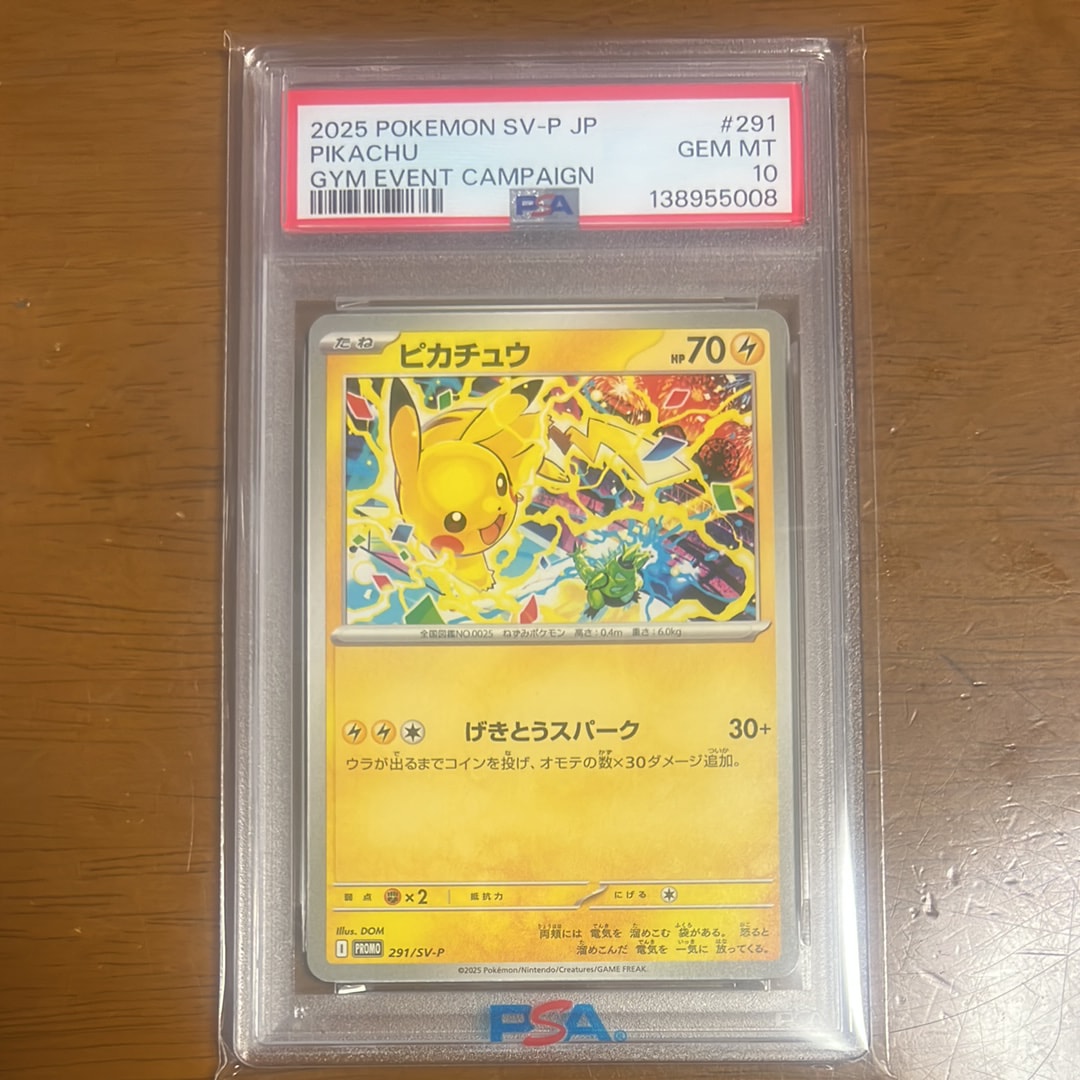 2025 POKEMON SV-P JP #291
PIKACHU GEM MT
GYM EVENT CAMPAIGN 10
138955008
PSA
たね ピカチュウ HP70
全国図鑑NO.0025 ねずみポケモン 高さ:0.4m 重さ:6.0kg
げきとうスパーク 30+
ウラが出るまでコインを投げ、オモテの数×30ダメージ追加。
弱点 ×2 抵抗力 にげる
Illus. DOM
両頬には 電気を 溜めこむ 袋がある。 怒ると
溜めこんだ 電気を 一気に 放ってくる。
I PROMO 291/SV-P
©2025 Pokémon/Nintendo/Creatures/GAME FREAK.
PSA®